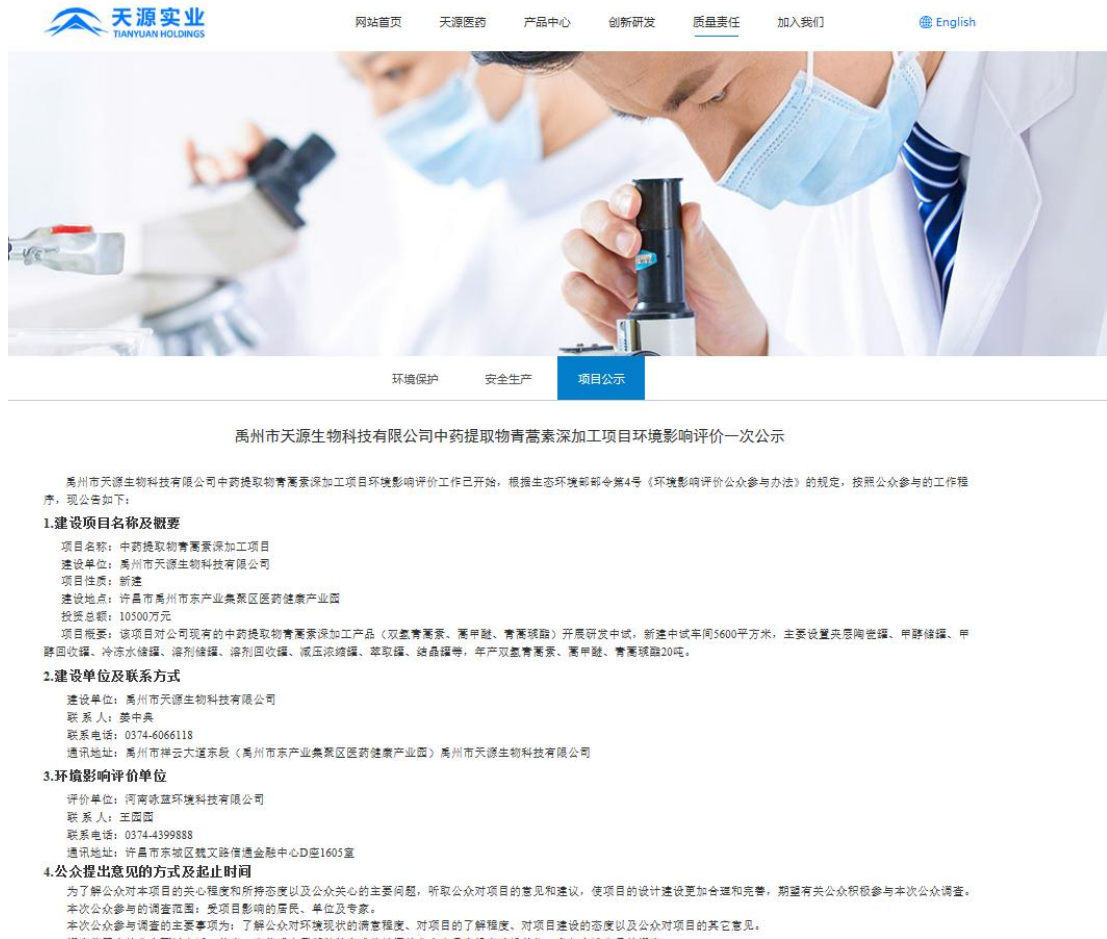 天源实业
TIANYUAN HOLDINGS
网站首页 天源医药 产品中心 创新研发 质量责任 加入我们 English
环境保护 安全生产 项目公示
禹州市天源生物科技有限公司中药提取物青蒿素深加工项目环境影响评价一次公示
禹州市天源生物科技有限公司中药提取物青蒿素深加工项目环境影响评价工作已开始，根据生态环境部部令第4号《环境影响评价公众参与办法》的规定，按照公众参与的工作程
序，现公告如下：
1.建设项目名称及概要
项目名称：中药提取物青蒿素深加工项目
建设单位：禹州市天源生物科技有限公司
项目性质：新建
建设地点：许昌市禹州市东产业集聚区医药健康产业园
投资总额：10500万元
项目概要：该项目对公司现有的中药提取物青蒿素深加工产品（双氢青蒿素、蒿甲醚、青蒿琥酯）开展研发中试，新建中试车间5600平方米，主要设置夹层陶瓷罐、甲醇储罐、甲
醇回收罐、冷冻水储罐、溶剂储罐、溶剂回收罐、减压浓缩罐、萃取罐、结晶罐等，年产双氢青蒿素、蒿甲醚、青蒿琥酯20吨。
2.建设单位及联系方式
建设单位：禹州市天源生物科技有限公司
联 系 人：姜中典
联系电话：0374-6066118
通讯地址：禹州市祥云大道东段（禹州市东产业集聚区医药健康产业园）禹州市天源生物科技有限公司
3.环境影响评价单位
评价单位：河南咏蓝环境科技有限公司
联 系 人：王园园
联系电话：0374-4399888
通讯地址：许昌市东城区魏文路信通金融中心D座1605室
4.公众提出意见的方式及起止时间
为了解公众对本项目的关心程度和所持态度以及公众关心的主要问题，听取公众对项目的意见和建议，使项目的设计建设更加合理和完善，期望有关公众积极参与本次公众调查。
本次公众参与的调查范围：受项目影响的居民、单位及专家。
本次公众参与调查的主要事项为：了解公众对环境现状的满意程度、对项目的了解程度、对项目建设的态度以及公众对项目的其它意见。